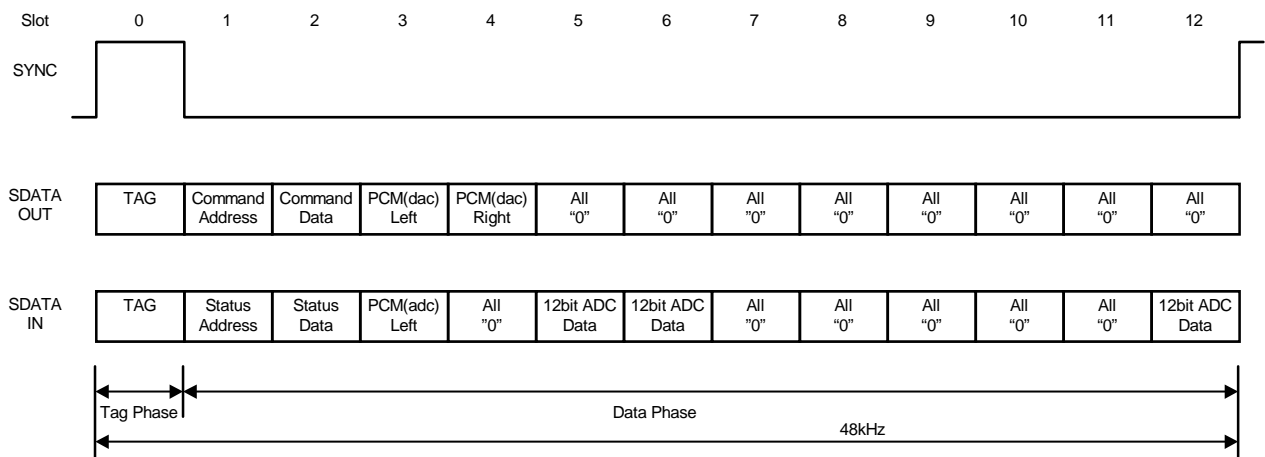 Slot 0 1 2 3 4 5 6 7 8 9 10 11 12
SYNC
SDATA OUT
TAG
Command Address
Command Data
PCM(dac) Left
PCM(dac) Right
All “0”
All “0”
All ”0”
All “0”
All “0”
All “0”
All “0”
All “0”
SDATA IN
TAG
Status Address
Status Data
PCM(adc) Left
All ”0”
12bit ADC Data
12bit ADC Data
All ”0”
All “0”
All “0”
All “0”
All “0”
12bit ADC Data
Tag Phase
Data Phase
48kHz